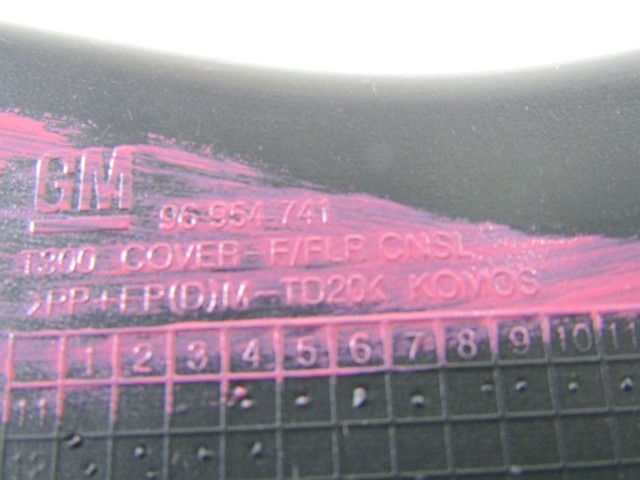 GM
96 954 741
T300 COVER-F/FLR CNSL
>PP+EP(D)M-TD20< KOMOS
1 2 3 4 5 6 7 8 9 10 11
11
12